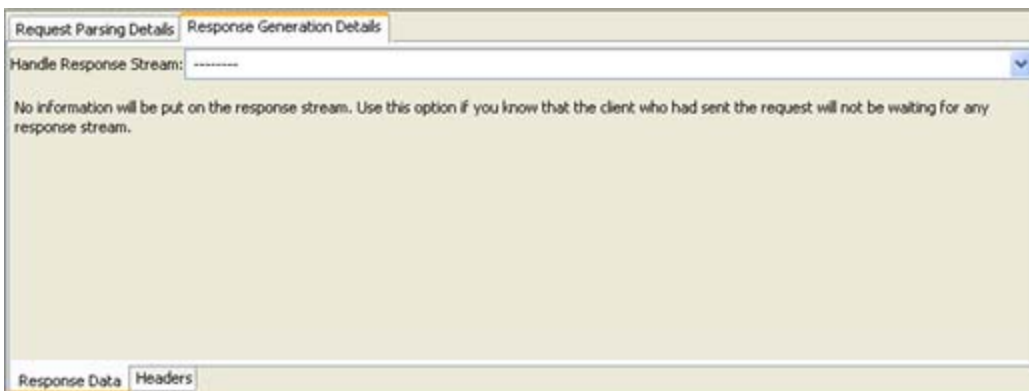 Request Parsing Details Response Generation Details
Handle Response Stream: --------
No information will be put on the response stream. Use this option if you know that the client who had sent the request will not be waiting for any
response stream.
Response Data Headers